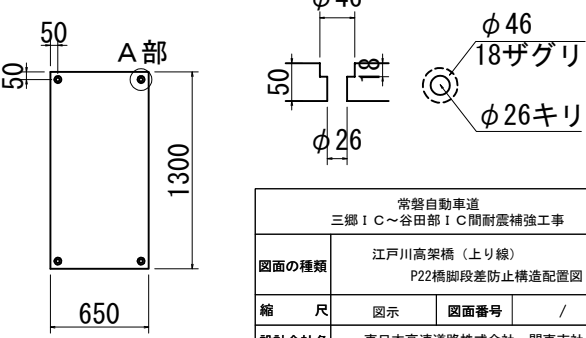 50
A部
50
1300
650
φ46
50
18
φ26
φ46
18ザグリ
φ26キリ
常磐自動車道
三郷IC～谷田部IC間耐震補強工事
図面の種類
江戸川高架橋（上り線）
P22橋脚段差防止構造配置図
縮 尺 図示 図面番号 /